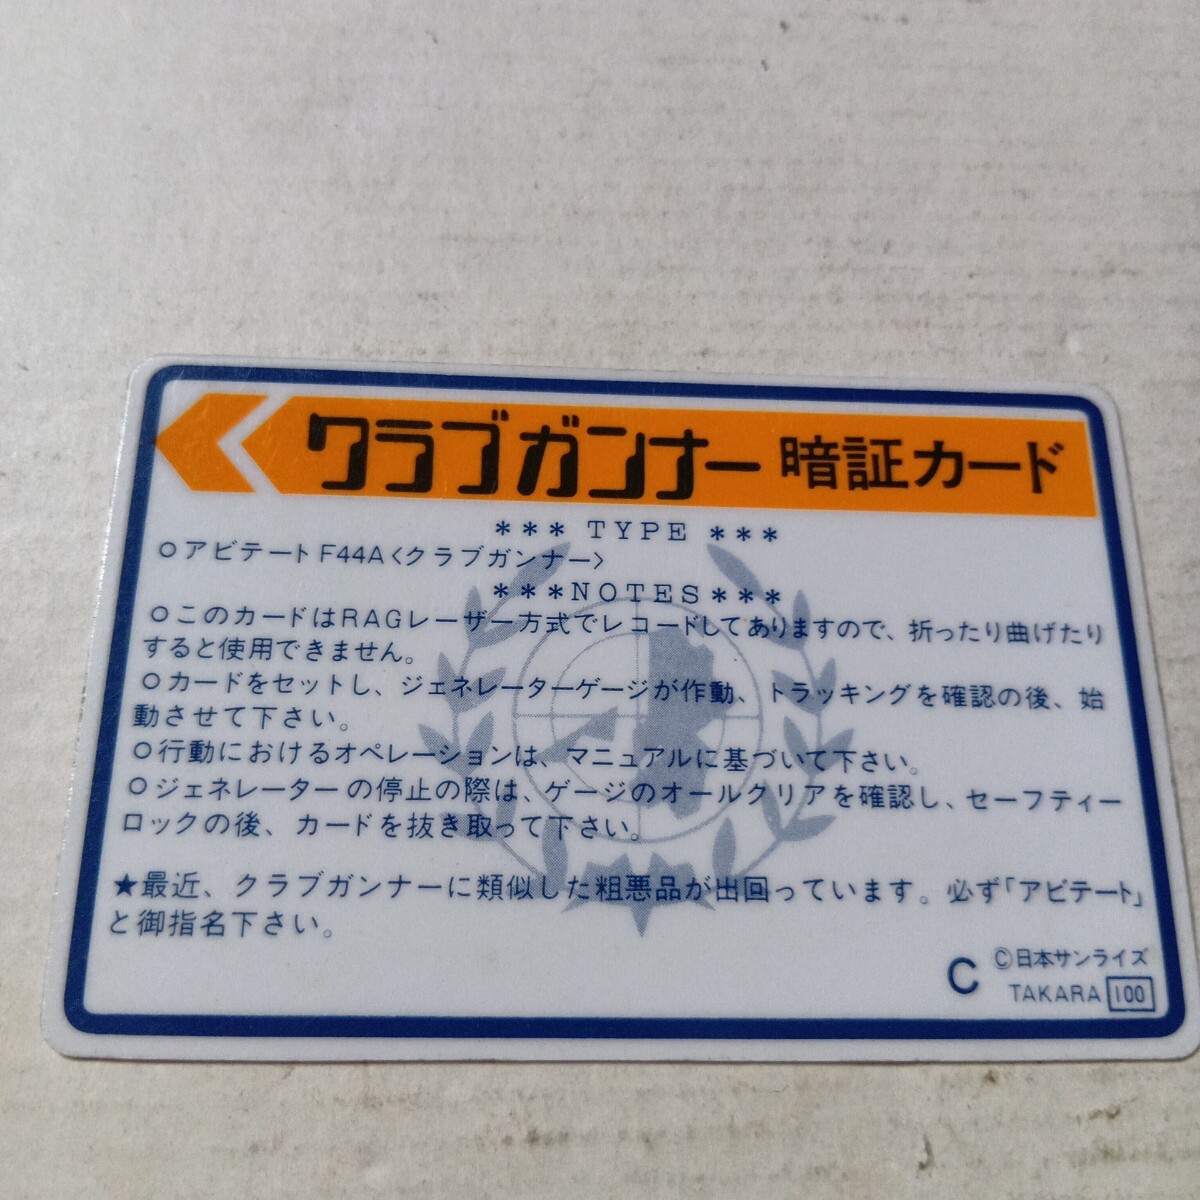 クラブガンナー 暗証カード
*** TYPE ***
○アビテートF44A〈クラブガンナー〉
***NOTES***
○このカードはRAGレーザー方式でレコードしてありますので、折ったり曲げたり
すると使用できません。
○カードをセットし、ジェネレーターゲージが作動、トラッキングを確認の後、始
動させて下さい。
○行動におけるオペレーションは、マニュアルに基づいて下さい。
○ジェネレーターの停止の際は、ゲージのオールクリアを確認し、セーフティー
ロックの後、カードを抜き取って下さい。
★最近、クラブガンナーに類似した粗悪品が出回っています。必ず「アビテート」
と御指名下さい。
C ©日本サンライズ
TAKARA 100